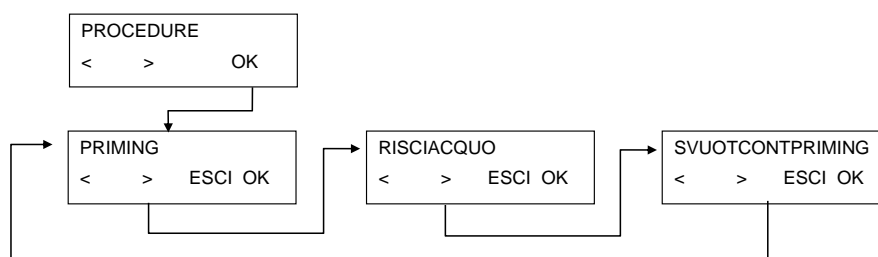 PROCEDURE
< > OK
PRIMING
< > ESCI OK
RISCIACQUO
< > ESCI OK
SVUOTCONTPRIMING
< > ESCI OK